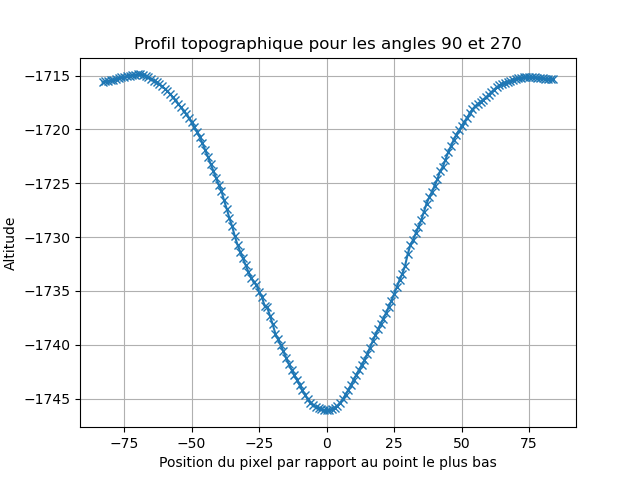 Profil topographique pour les angles 90 et 270
Altitude
−1715
−1720
−1725
−1730
−1735
−1740
−1745
−75 −50 −25 0 25 50 75
Position du pixel par rapport au point le plus bas